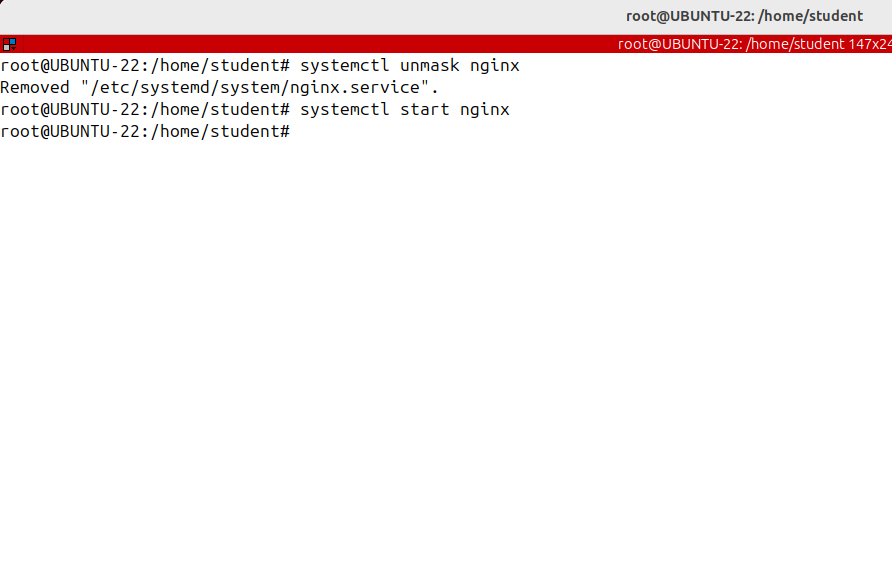 root@UBUNTU-22: /home/student
root@UBUNTU-22: /home/student 147x24
root@UBUNTU-22:/home/student# systemctl unmask nginx
Removed "/etc/systemd/system/nginx.service".
root@UBUNTU-22:/home/student# systemctl start nginx
root@UBUNTU-22:/home/student#